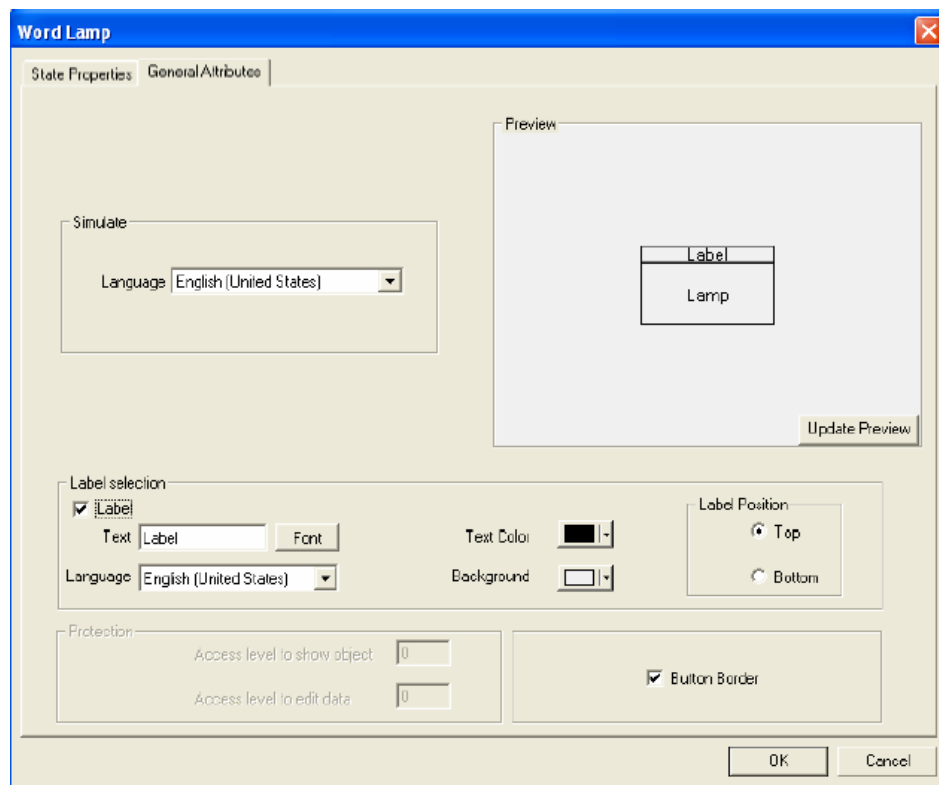 Word Lamp
State Properties General Attributes
Preview
Simulate
Language English (United States)
Label
Lamp
Update Preview
Label selection
Label
Text Label Font
Language English (United States)
Text Color
Background
Label Position
Top
Bottom
Protection
Access level to show object 0
Access level to edit data 0
Button Border
OK Cancel